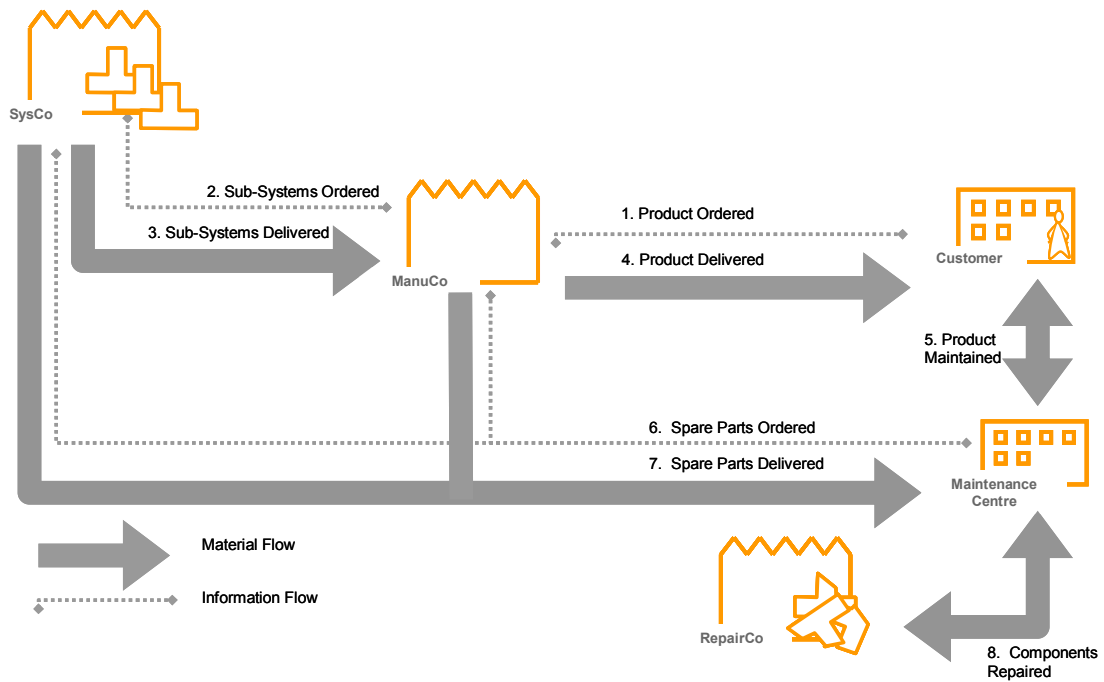 SysCo
2. Sub-Systems Ordered
3. Sub-Systems Delivered
ManuCo
1. Product Ordered
4. Product Delivered
Customer
5. Product
Maintained
6.  Spare Parts Ordered
7.  Spare Parts Delivered
Maintenance
Centre
Material Flow
Information Flow
RepairCo
8.  Components
Repaired